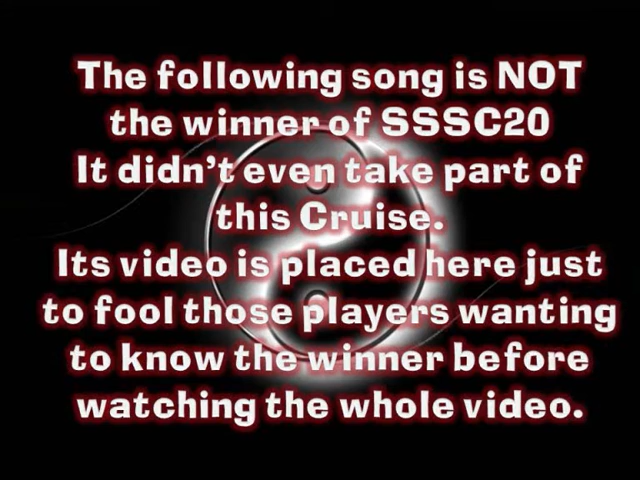 The following song is NOT
the winner of SSSC20
It didn't even take part of
this Cruise.
Its video is placed here just
to fool those players wanting
to know the winner before
watching the whole video.